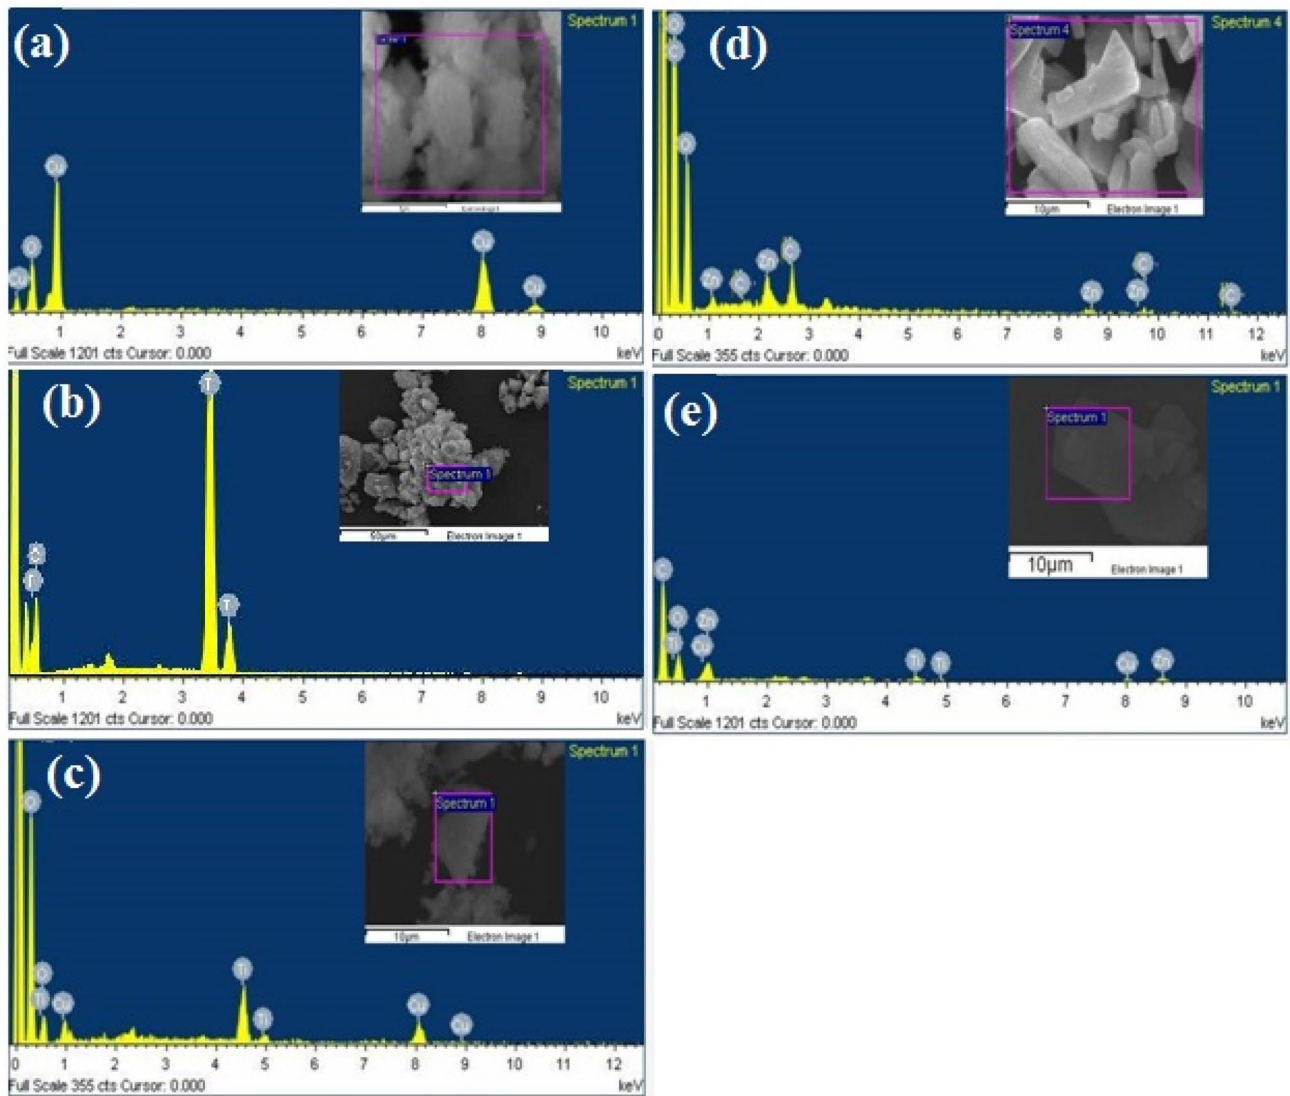 (a)
Spectrum 1
Cu
O
Cu
Cu
Cu
Electron Image 1
1 2 3 4 5 6 7 8 9 10
Full Scale 1201 cts Cursor: 0.000 keV
(b)
Spectrum 1
T
O
T
T
Spectrum 1
50µm Electron Image 1
1 2 3 4 5 6 7 8 9 10
Full Scale 1201 cts Cursor: 0.000 keV
(c)
Spectrum 1
O
O
Ti
Cu
Ti
Ti
Cu
Cu
Spectrum 1
10µm Electron Image 1
0 1 2 3 4 5 6 7 8 9 10 11 12
Full Scale 355 cts Cursor: 0.000 keV
(d)
Spectrum 4
O
C
O
Zn
C
Zn
C
Zn
Zn
C
C
Spectrum 4
10µm Electron Image 1
0 1 2 3 4 5 6 7 8 9 10 11 12
Full Scale 355 cts Cursor: 0.000 keV
(e)
Spectrum 1
C
O
Ti
Zn
Cu
Ti
Ti
Cu
Zn
Spectrum 1
10µm Electron Image 1
1 2 3 4 5 6 7 8 9 10
Full Scale 1201 cts Cursor: 0.000 keV